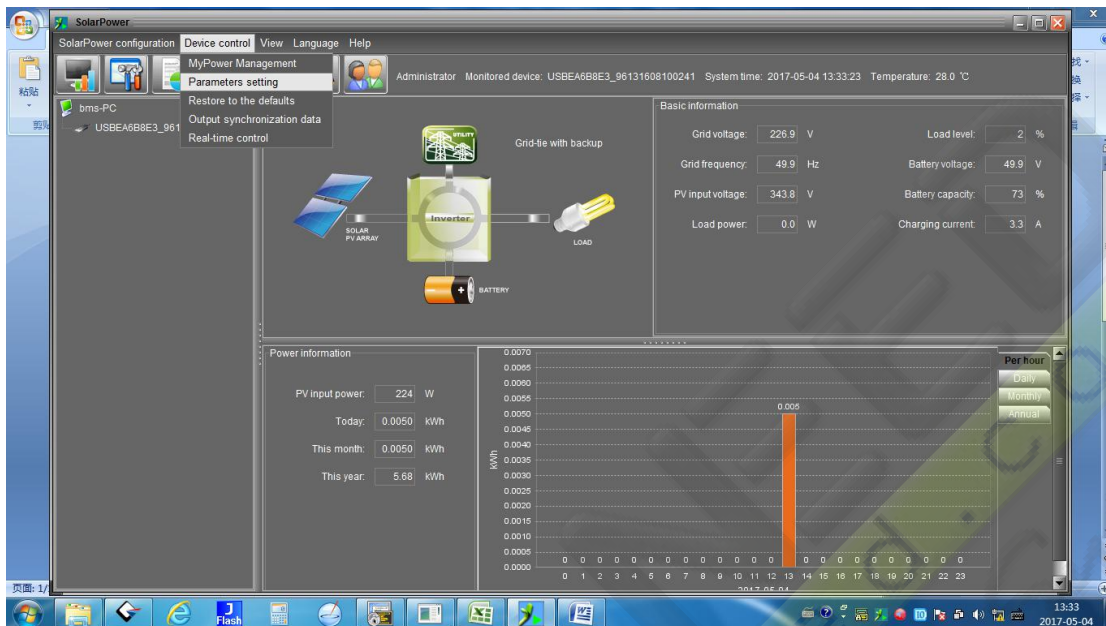 SolarPower
SolarPower configuration Device control View Language Help
MyPower Management
Parameters setting
Restore to the defaults
Output synchronization data
Real-time control
Administrator Monitored device: USBEA6B8E3_96131608100241 System time: 2017-05-04 13:33:23 Temperature: 28.0 ℃
粘贴
bms-PC
USBEA6B8E3_961
UTILITY
Grid-tie with backup
Inverter
SOLAR
PV ARRAY
LOAD
BATTERY
Basic information
Grid voltage: 226.9 V Load level: 2 %
Grid frequency: 49.9 Hz Battery voltage: 49.9 V
PV input voltage: 343.8 V Battery capacity: 73 %
Load power: 0.0 W Charging current: 3.3 A
Power information
PV input power: 224 W
Today: 0.0050 kWh
This month: 0.0050 kWh
This year: 5.68 kWh
kWh
0.0070
0.0065
0.0060
0.0055
0.0050
0.0045
0.0040
0.0035
0.0030
0.0025
0.0020
0.0015
0.0010
0.0005
0.0000
0.005
0 0 0 0 0 0 0 0 0 0 0 0 0 0 0 0 0 0 0 0 0 0 0
0 1 2 3 4 5 6 7 8 9 10 11 12 13 14 15 16 17 18 19 20 21 22 23
2017-05-04
Per hour
Daily
Monthly
Annual
页面: 1/
J
Flash
13:33
2017-05-04